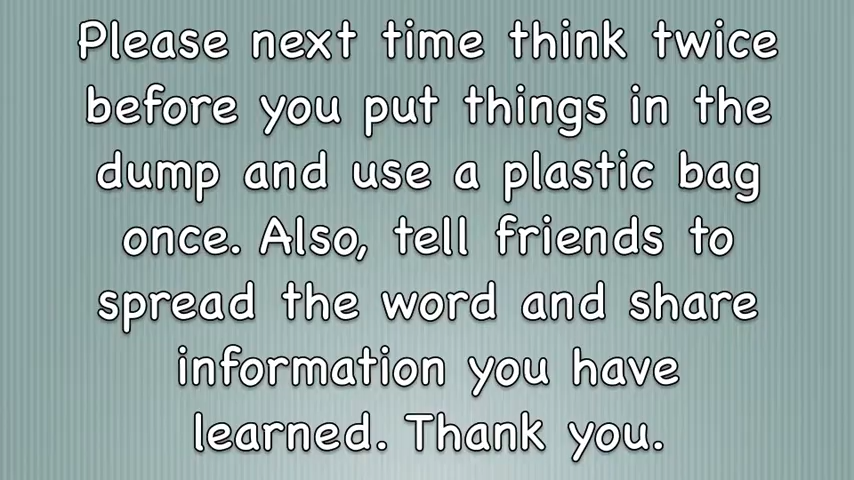 Please next time think twice
before you put things in the
dump and use a plastic bag
once. Also, tell friends to
spread the word and share
information you have
learned. Thank you.